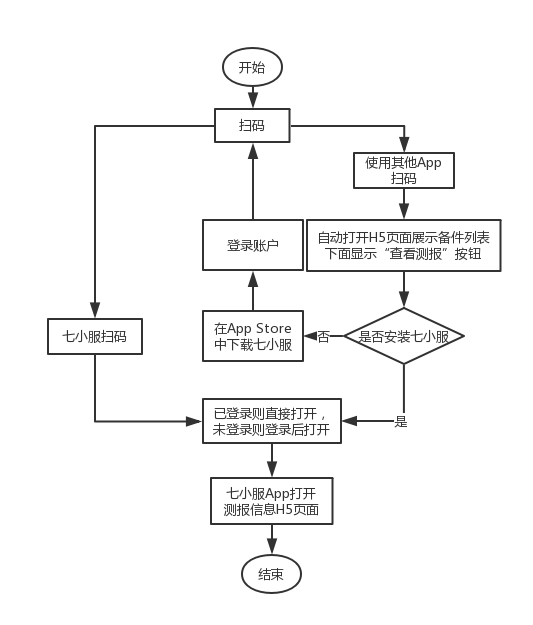 开始
扫码
使用其他App
扫码
登录账户
自动打开H5页面展示备件列表
下面显示“查看测报”按钮
七小服扫码
在App Store
中下载七小服
否
是否安装七小服
已登录则直接打开，
未登录则登录后打开
是
七小服App打开
测报信息H5页面
结束